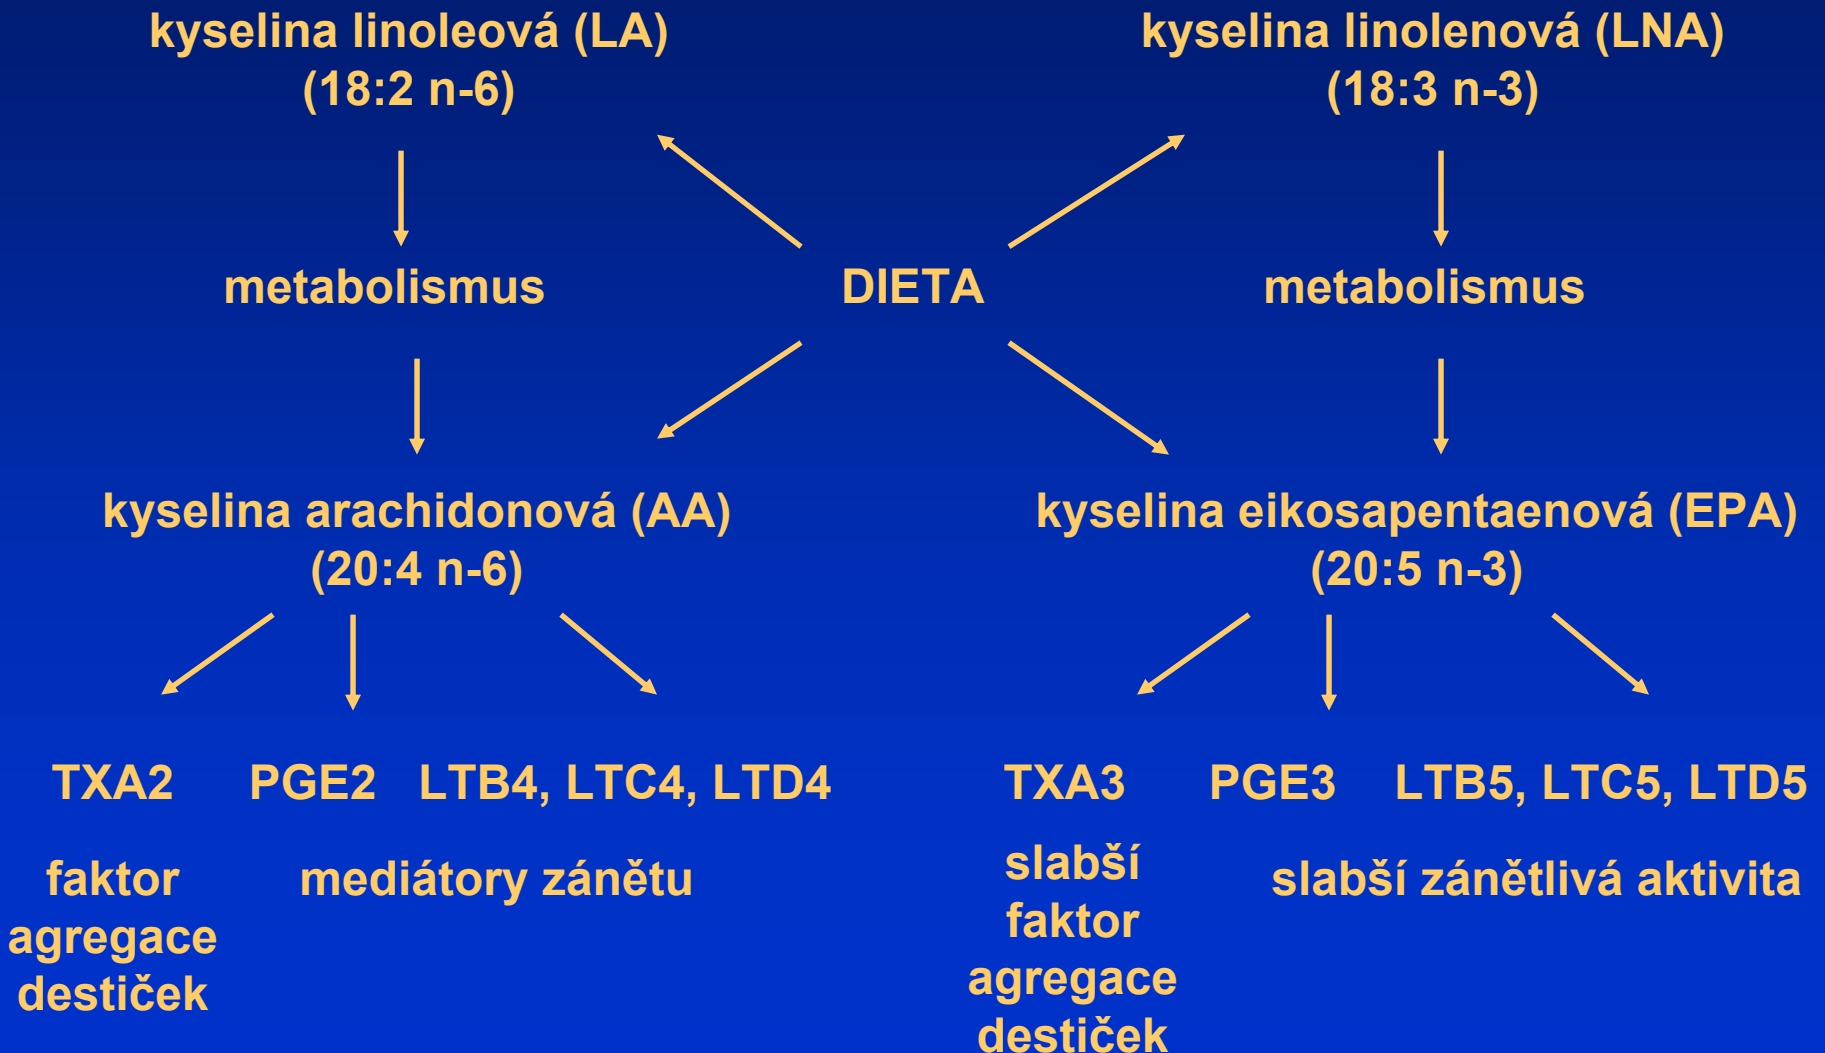 kyselina linoleová (LA)
(18:2 n-6)
kyselina linolenová (LNA)
(18:3 n-3)
metabolismus
DIETA
metabolismus
kyselina arachidonová (AA)
(20:4 n-6)
kyselina eikosapentaenová (EPA)
(20:5 n-3)
TXA2
PGE2
LTB4, LTC4, LTD4
TXA3
PGE3
LTB5, LTC5, LTD5
faktor
agregace
destiček
mediátory zánětu
slabší
faktor
agregace
destiček
slabší zánětlivá aktivita